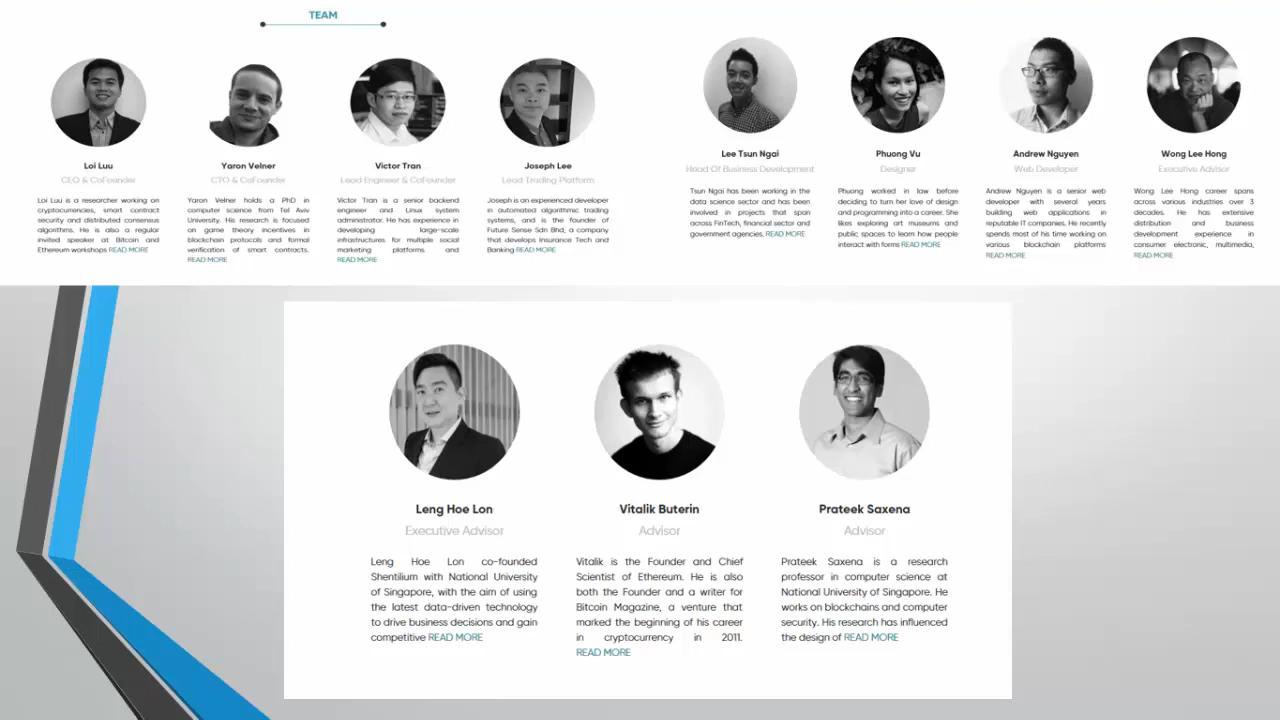 TEAM
Loi Luu
CEO & CoFounder
Loi Luu is a researcher working on
cryptocurrencies, smart contract
security and distributed consensus
algorithms. He is also a regular
invited speaker at Bitcoin and
Ethereum workshops READ MORE
Yaron Velner
CTO & CoFounder
Yaron Velner holds a PhD in
computer science from Tel Aviv
University. His research is focused
on game theory incentives in
blockchain protocols and formal
verification of smart contracts.
READ MORE
Victor Tran
Lead Engineer & CoFounder
Victor Tran is a senior backend
engineer and Linux system
administrator. He has experience in
developing large-scale
infrastructures for multiple social
marketing platforms and
READ MORE
Joseph Lee
Lead Trading Platform
Joseph is an experienced developer
in automated algorithmic trading
systems, and is the founder of
Future Sense Sdn Bhd, a company
that develops Insurance Tech and
Banking READ MORE
Lee Tsun Ngai
Head Of Business Development
Tsun Ngai has been working in the
data science sector and has been
involved in projects that span
across FinTech, financial sector and
government agencies. READ MORE
Phuong Vu
Designer
Phuong worked in law before
deciding to turn her love of design
and programming into a career. She
likes exploring art museums and
public spaces to learn how people
interact with forms READ MORE
Andrew Nguyen
Web Developer
Andrew Nguyen is a senior web
developer with several years
building web applications in
reputable IT companies. He recently
spends most of his time working on
various blockchain platforms
READ MORE
Wong Lee Hong
Executive Advisor
Wong Lee Hong career spans
across various industries over 3
decades. He has extensive
distribution and business
development experience in
consumer electronic, multimedia,
READ MORE
Leng Hoe Lon
Executive Advisor
Leng Hoe Lon co-founded
Shentilium with National University
of Singapore, with the aim of using
the latest data-driven technology
to drive business decisions and gain
competitive READ MORE
Vitalik Buterin
Advisor
Vitalik is the Founder and Chief
Scientist of Ethereum. He is also
both the Founder and a writer for
Bitcoin Magazine, a venture that
marked the beginning of his career
in cryptocurrency in 2011.
READ MORE
Prateek Saxena
Advisor
Prateek Saxena is a research
professor in computer science at
National University of Singapore. He
works on blockchains and computer
security. His research has influenced
the design of READ MORE